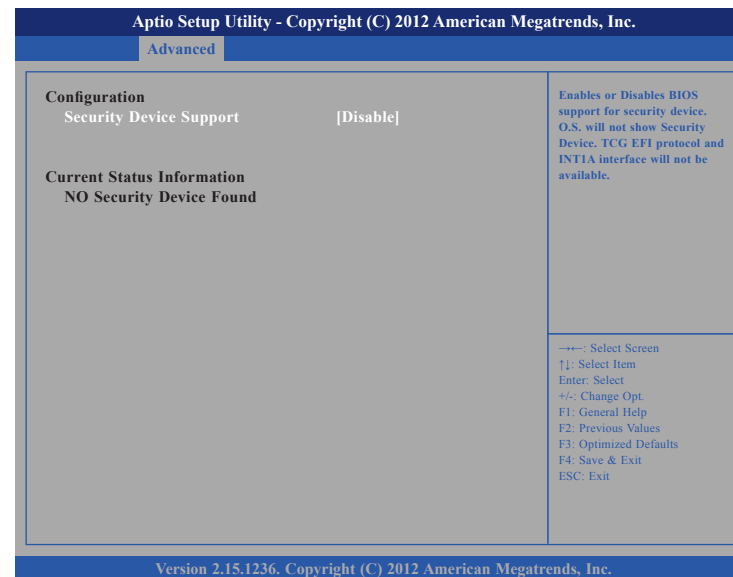 Aptio Setup Utility - Copyright (C) 2012 American Megatrends, Inc.
Advanced
Configuration
Security Device Support [Disable]
Current Status Information
NO Security Device Found
Enables or Disables BIOS
support for security device.
O.S. will not show Security
Device. TCG EFI protocol and
INT1A interface will not be
available.
→←: Select Screen
↑↓: Select Item
Enter: Select
+/-: Change Opt.
F1: General Help
F2: Previous Values
F3: Optimized Defaults
F4: Save & Exit
ESC: Exit
Version 2.15.1236. Copyright (C) 2012 American Megatrends, Inc.